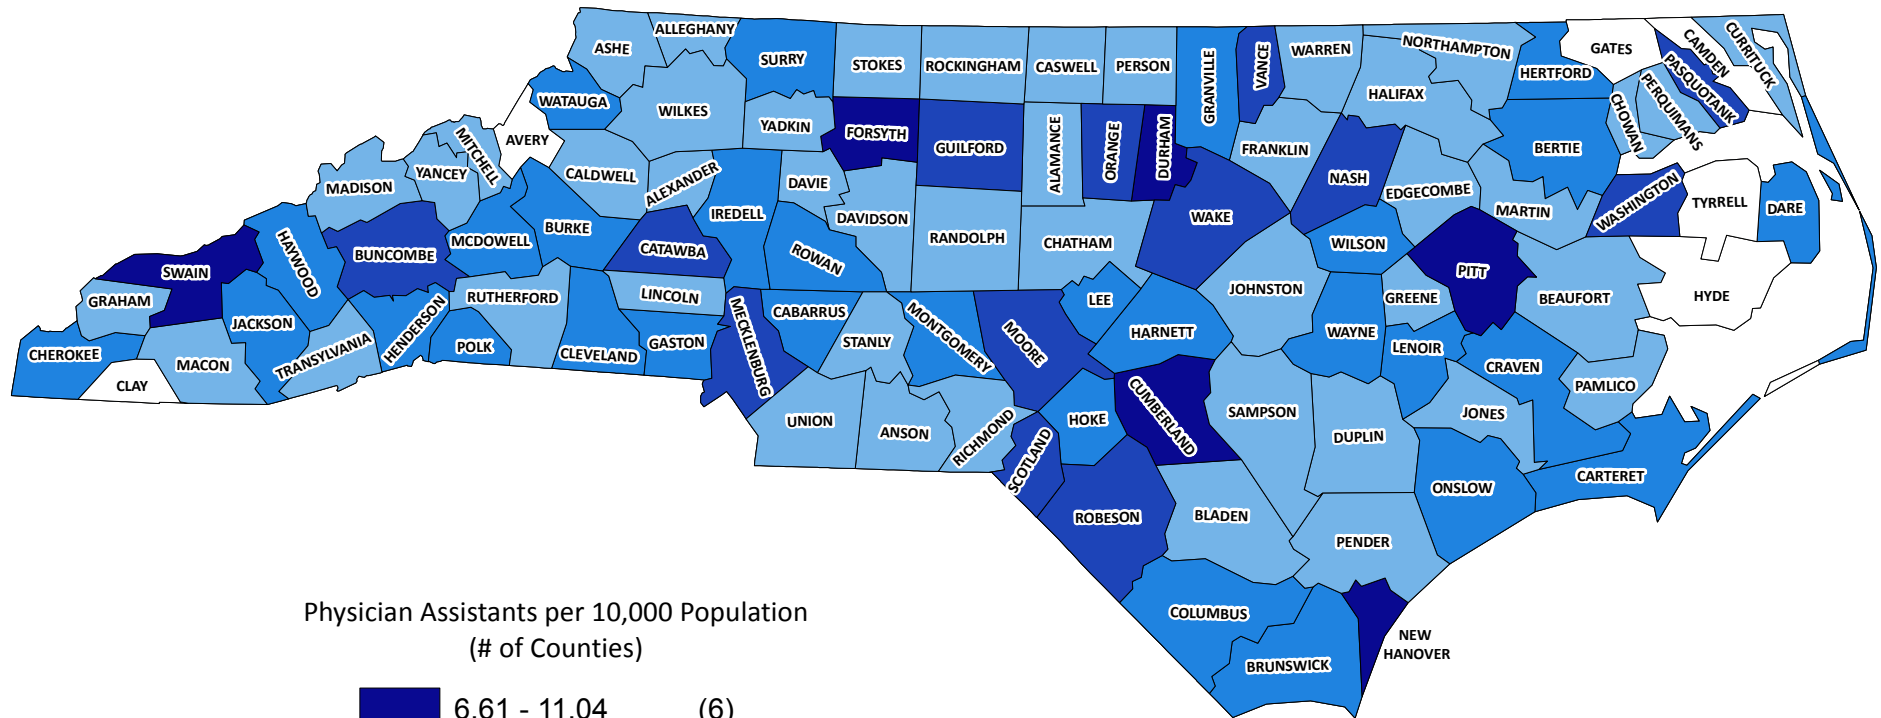 ALLEGHANY
ASHE
SURRY
STOKES
ROCKINGHAM
CASWELL
PERSON
GRANVILLE
VANCE
WARREN
NORTHAMPTON
GATES
CAMDEN
CURRITUCK
HERTFORD
PASQUOTANK
WATAUGA
WILKES
YADKIN
FORSYTH
GUILFORD
ALAMANCE
ORANGE
DURHAM
HALIFAX
PERQUIMANS
CHOWAN
AVERY
MITCHELL
FRANKLIN
BERTIE
MADISON
YANCEY
CALDWELL
ALEXANDER
DAVIE
NASH
EDGECOMBE
MARTIN
WASHINGTON
TYRRELL
DARE
IREDELL
DAVIDSON
WAKE
BURKE
MCDOWELL
BUNCOMBE
CATAWBA
ROWAN
RANDOLPH
CHATHAM
WILSON
HAYWOOD
SWAIN
PITT
GRAHAM
RUTHERFORD
LINCOLN
MECKLENBURG
CABARRUS
LEE
JOHNSTON
GREENE
BEAUFORT
HYDE
JACKSON
HENDERSON
MONTGOMERY
MOORE
HARNETT
WAYNE
CHEROKEE
MACON
TRANSYLVANIA
POLK
CLEVELAND
GASTON
STANLY
LENOIR
CRAVEN
CLAY
PAMLICO
UNION
ANSON
RICHMOND
SCOTLAND
HOKE
CUMBERLAND
SAMPSON
DUPLIN
JONES
ONSLOW
CARTERET
ROBESON
BLADEN
PENDER
COLUMBUS
BRUNSWICK
NEW
HANOVER
Physician Assistants per 10,000 Population
(# of Counties)
6.61 - 11.04 (6)